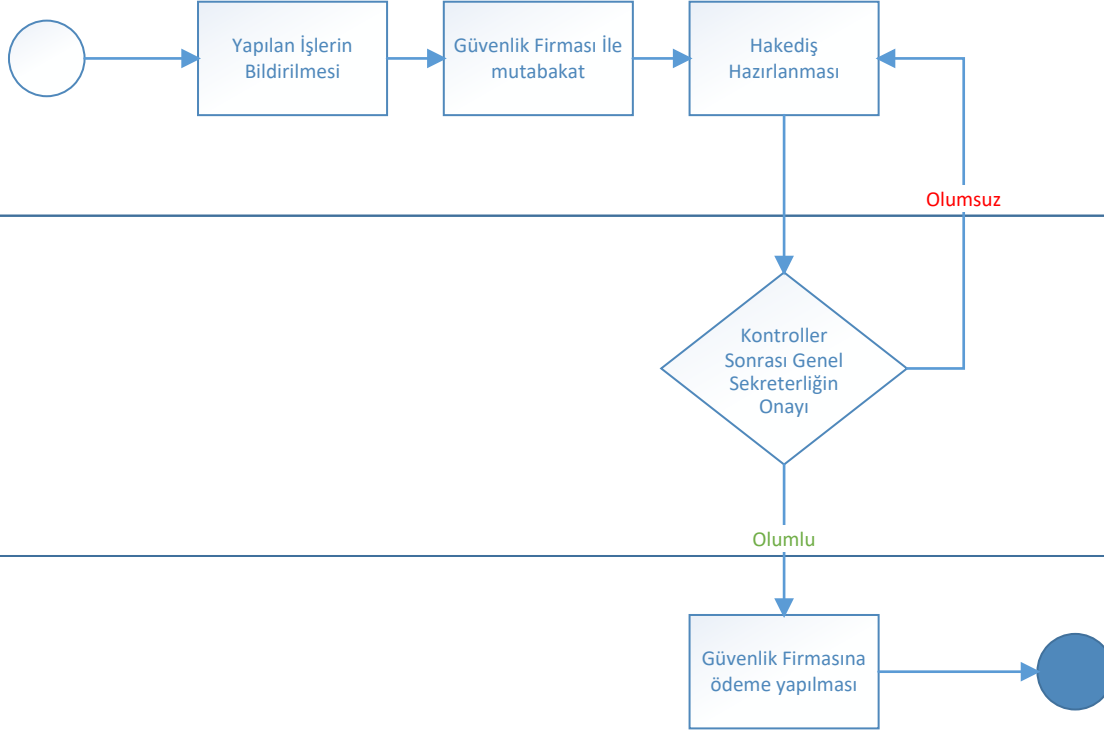 Yapılan İşlerin
Bildirilmesi
Güvenlik Firması İle
mutabakat
Hakediş
Hazırlanması
Olumsuz
Kontroller
Sonrası Genel
Sekreterliğin
Onayı
Olumlu
Güvenlik Firmasına
ödeme yapılması